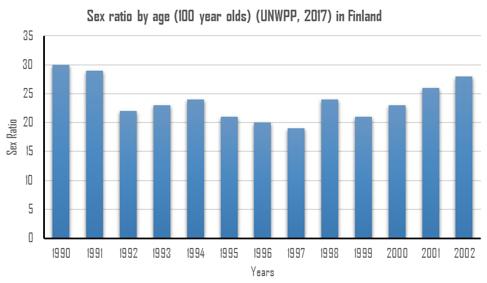 Sex ratio by age (100 year olds) (UNWPP, 2017) in Finland
35
30
25
20
15
10
5
0
Sex Ratio
1990 1991 1992 1993 1994 1995 1996 1997 1998 1999 2000 2001 2002
Years